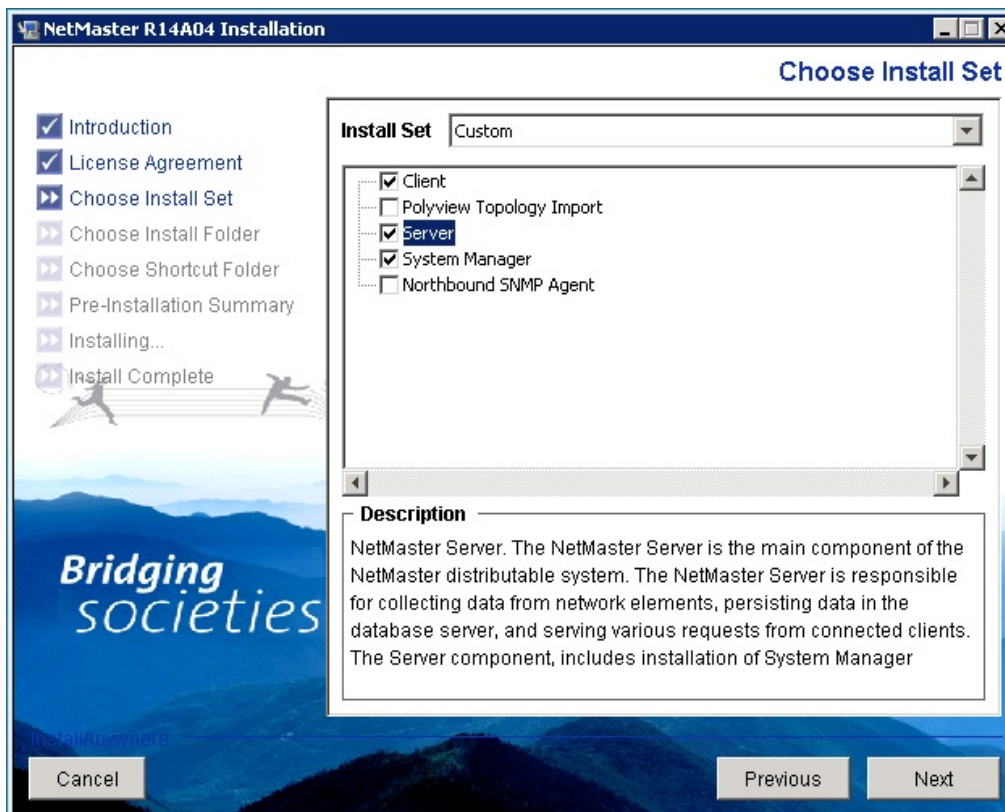 NetMaster R14A04 Installation
Choose Install Set
Introduction
License Agreement
Choose Install Set
Choose Install Folder
Choose Shortcut Folder
Pre-Installation Summary
Installing...
Install Complete
Install Set Custom
Client
Polyview Topology Import
Server
System Manager
Northbound SNMP Agent
Description
NetMaster Server. The NetMaster Server is the main component of the
NetMaster distributable system. The NetMaster Server is responsible
for collecting data from network elements, persisting data in the
database server, and serving various requests from connected clients.
The Server component, includes installation of System Manager
Bridging
societies
InstallAnywhere
Cancel
Previous
Next